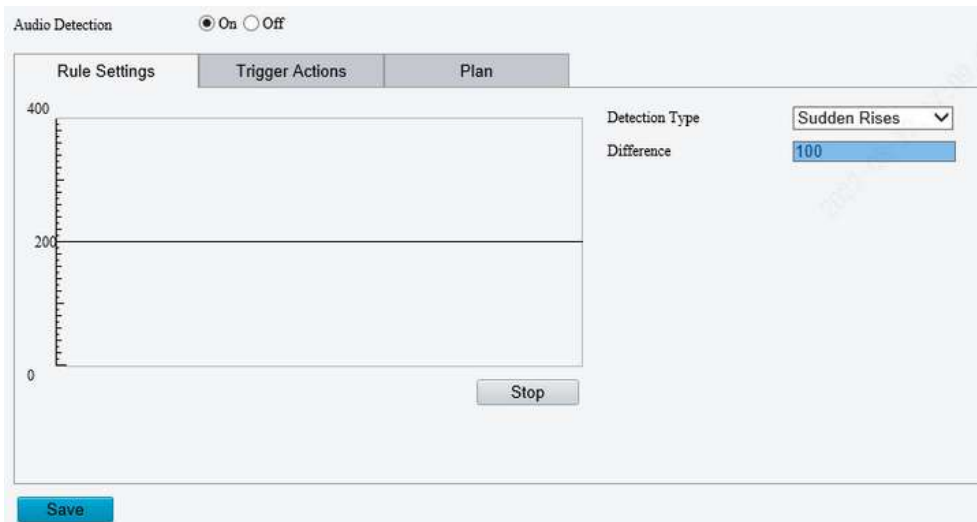 Audio Detection On Off
Rule Settings Trigger Actions Plan
400
Detection Type Sudden Rises
Difference 100
200
0
Stop
Save